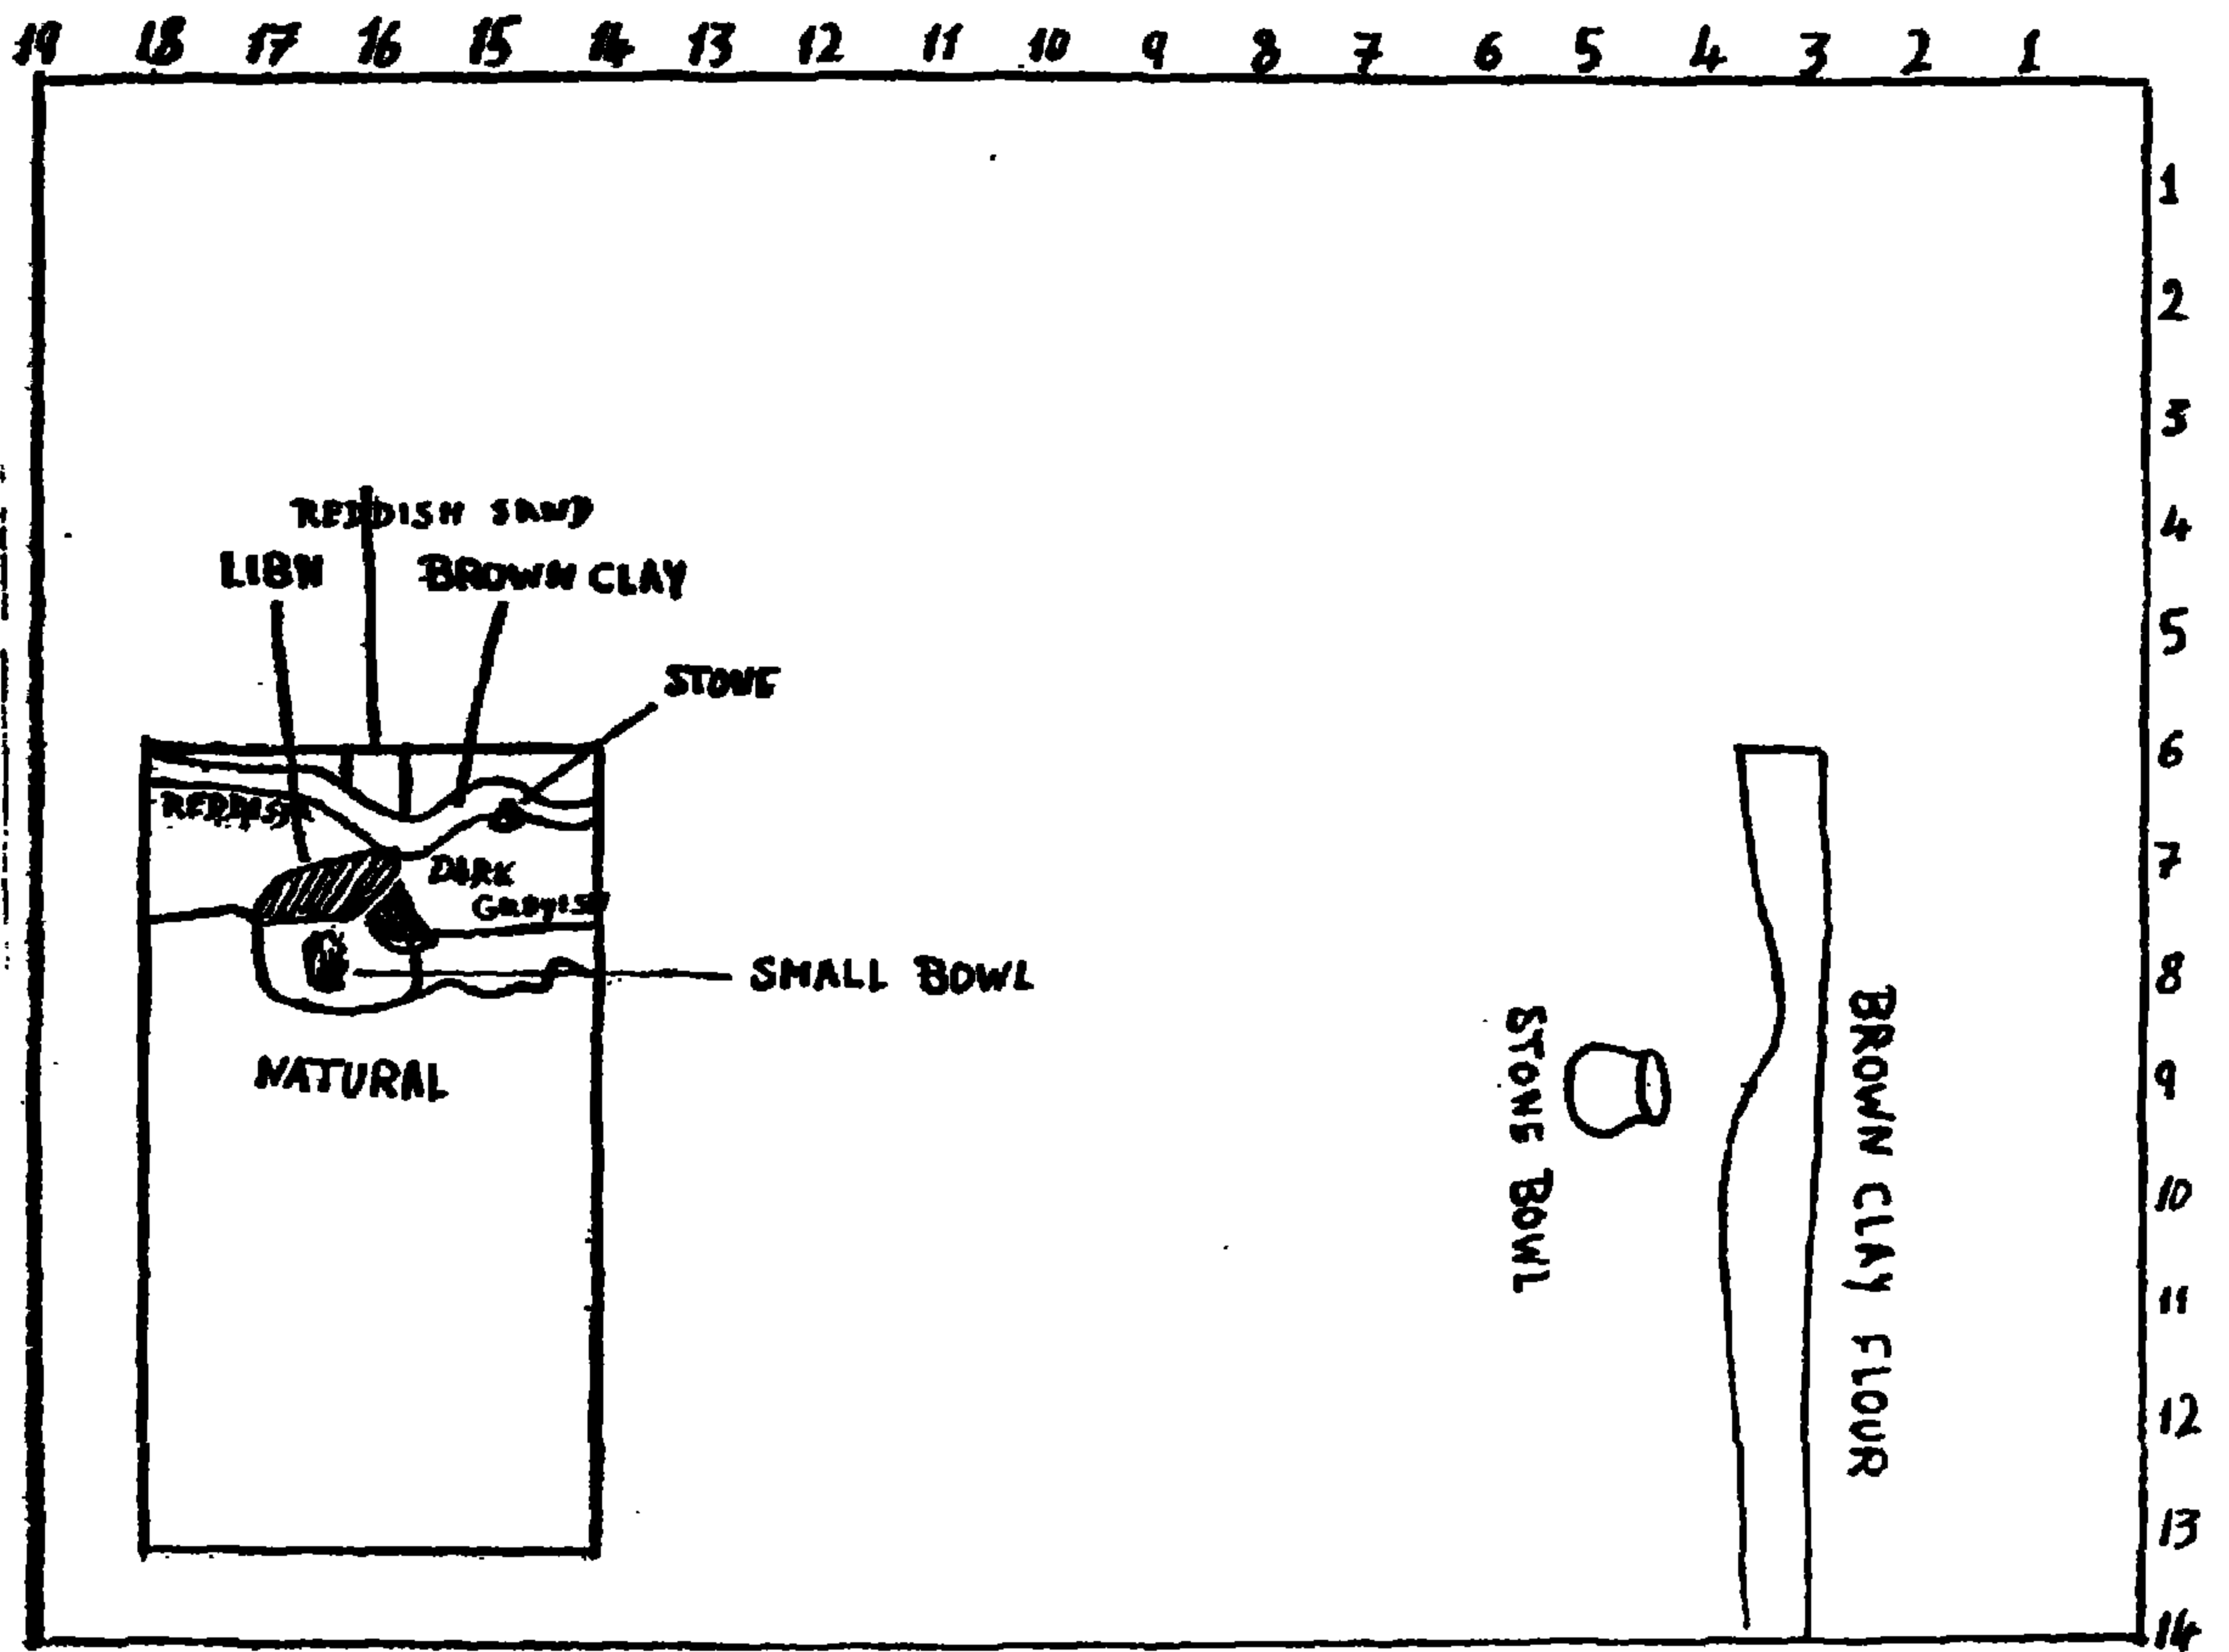 19 18 17 16 15 14 13 12 11 10 9 8 7 6 5 4 3 2 1
1
2
3
4
5
6
7
8
9
10
11
12
13
14
REDDISH SAND
LIBN
BROWN CLAY
STONE
REDDISH
DARK
GREYISH
SMALL BOWL
NATURAL
STONE BOWL
BROWN CLAY FLOUR